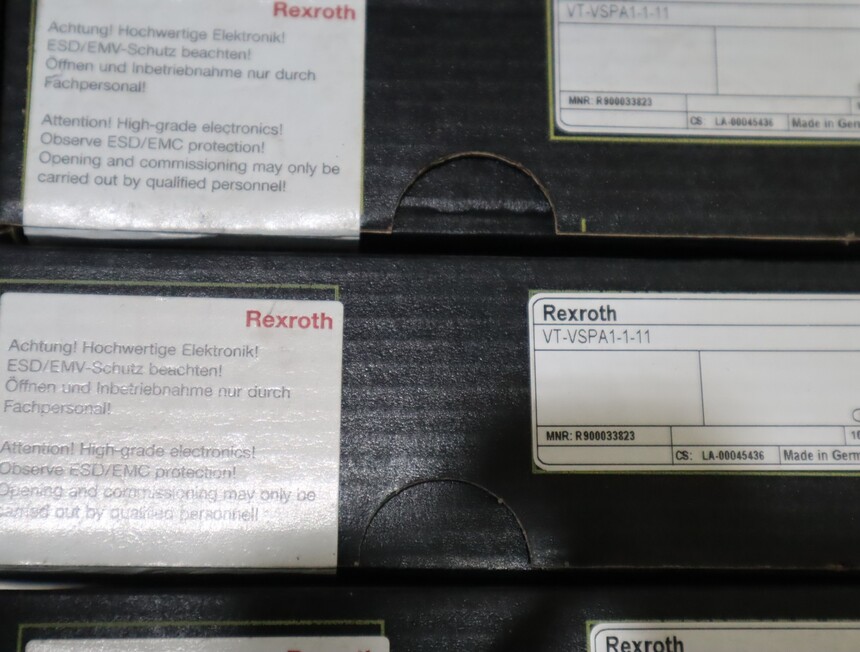 Rexroth
Achtung! Hochwertige Elektronik!
ESD/EMV-Schutz beachten!
Öffnen und Inbetriebnahme nur durch
Fachpersonal!
Attention! High-grade electronics!
Observe ESD/EMC protection!
Opening and commissioning may only be
carried out by qualified personnel!
VT-VSPA1-1-11
MNR: R900033823
CS: LA-00045436
Made in
Rexroth
Achtung! Hochwertige Elektronik!
ESD/EMV-Schutz beachten!
Öffnen und Inbetriebnahme nur durch
Fachpersonal!
Attention! High-grade electronics!
Observe ESD/EMC protection!
Opening and commissioning may only be
carried out by qualified personnel!
Rexroth
VT-VSPA1-1-11
MNR: R900033823
CS: LA-00045436
Made in
Rexroth